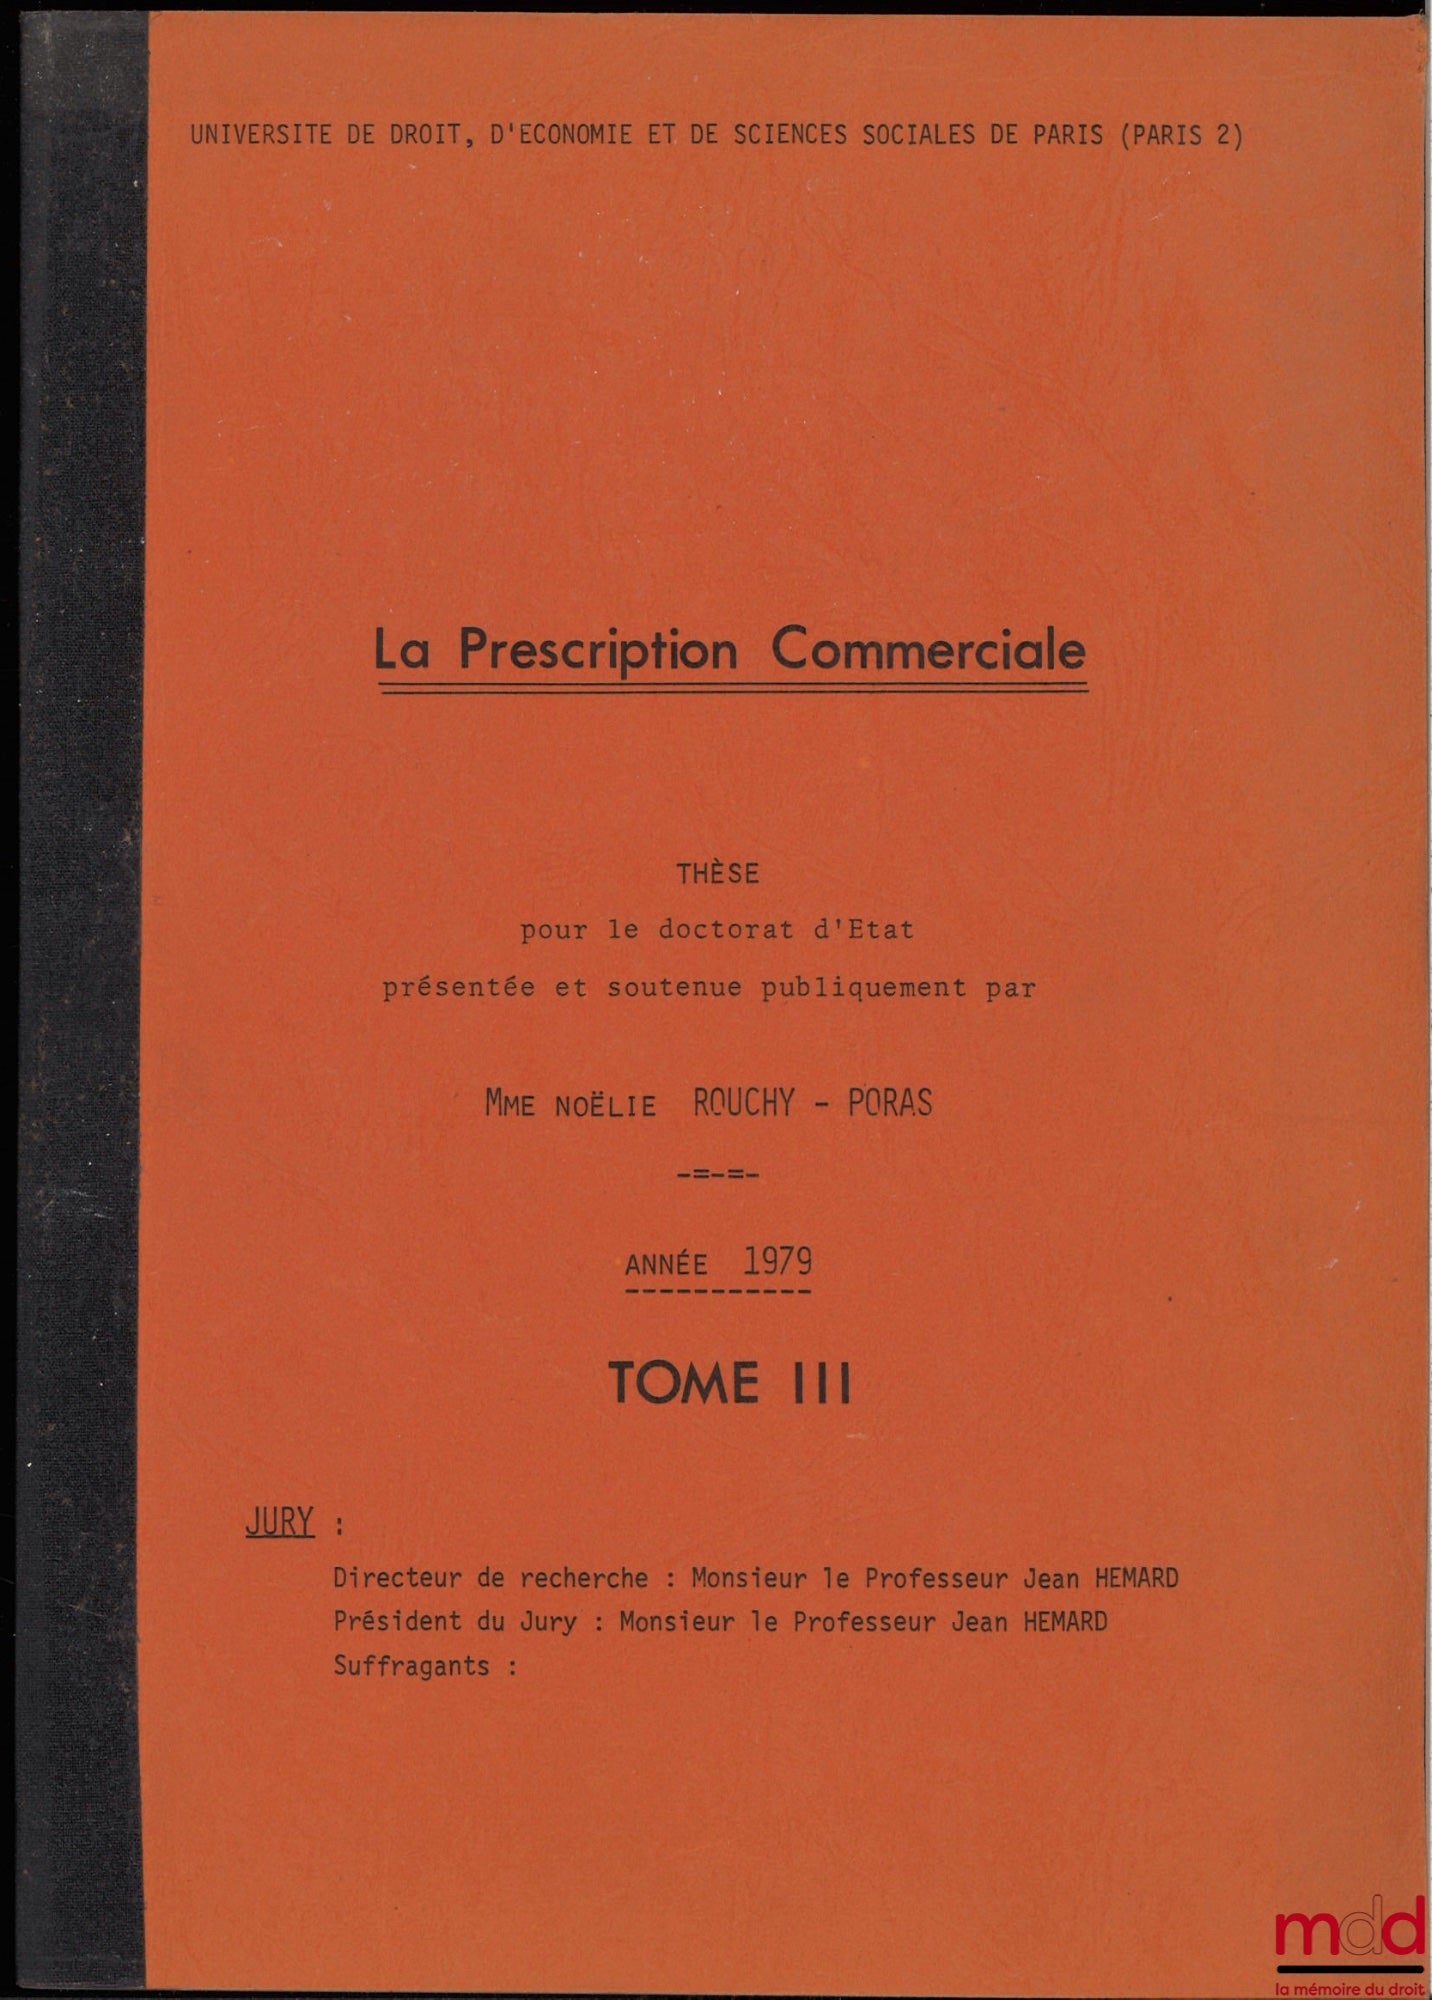 UNIVERSITE DE DROIT, D'ECONOMIE ET DE SCIENCES SOCIALES DE PARIS (PARIS 2)
La Prescription Commerciale
THÈSE
pour le doctorat d'Etat
présentée et soutenue publiquement par
MME NOËLIE ROUCHY - PORAS
-=-=-
ANNÉE 1979
TOME III
JURY :
Directeur de recherche : Monsieur le Professeur Jean HEMARD
Président du Jury : Monsieur le Professeur Jean HEMARD
Suffragants :
mdd
la mémoire du droit